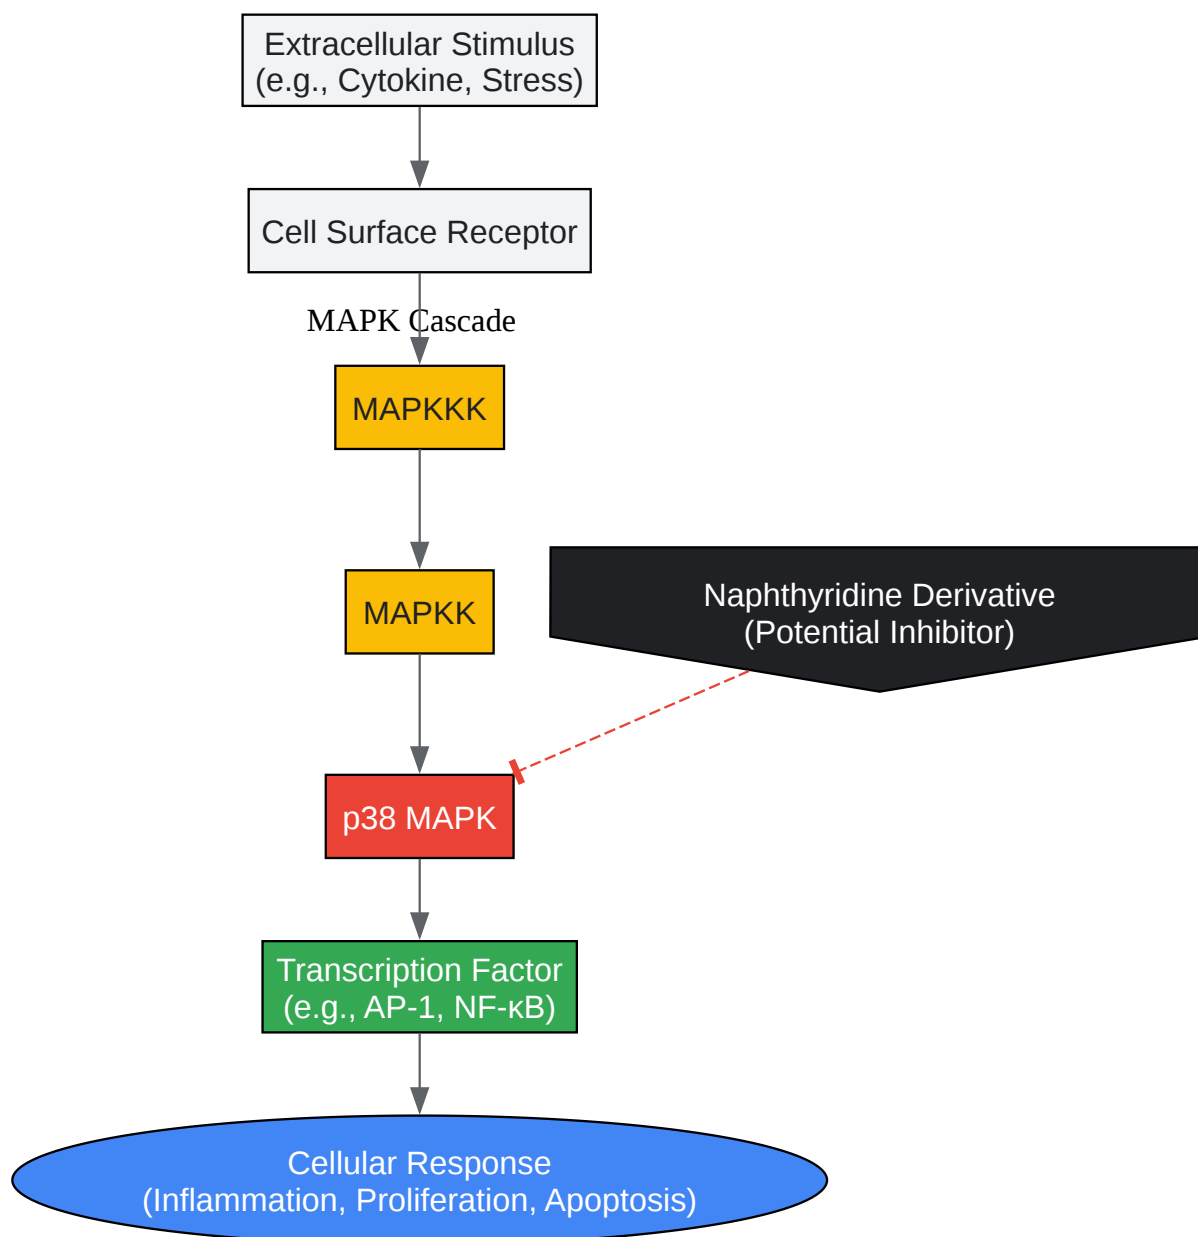 Extracellular Stimulus
(e.g., Cytokine, Stress)
Cell Surface Receptor
MAPK Cascade
MAPKKK
MAPKK
Naphthyridine Derivative
(Potential Inhibitor)
p38 MAPK
Transcription Factor
(e.g., AP-1, NF-κB)
Cellular Response
(Inflammation, Proliferation, Apoptosis)